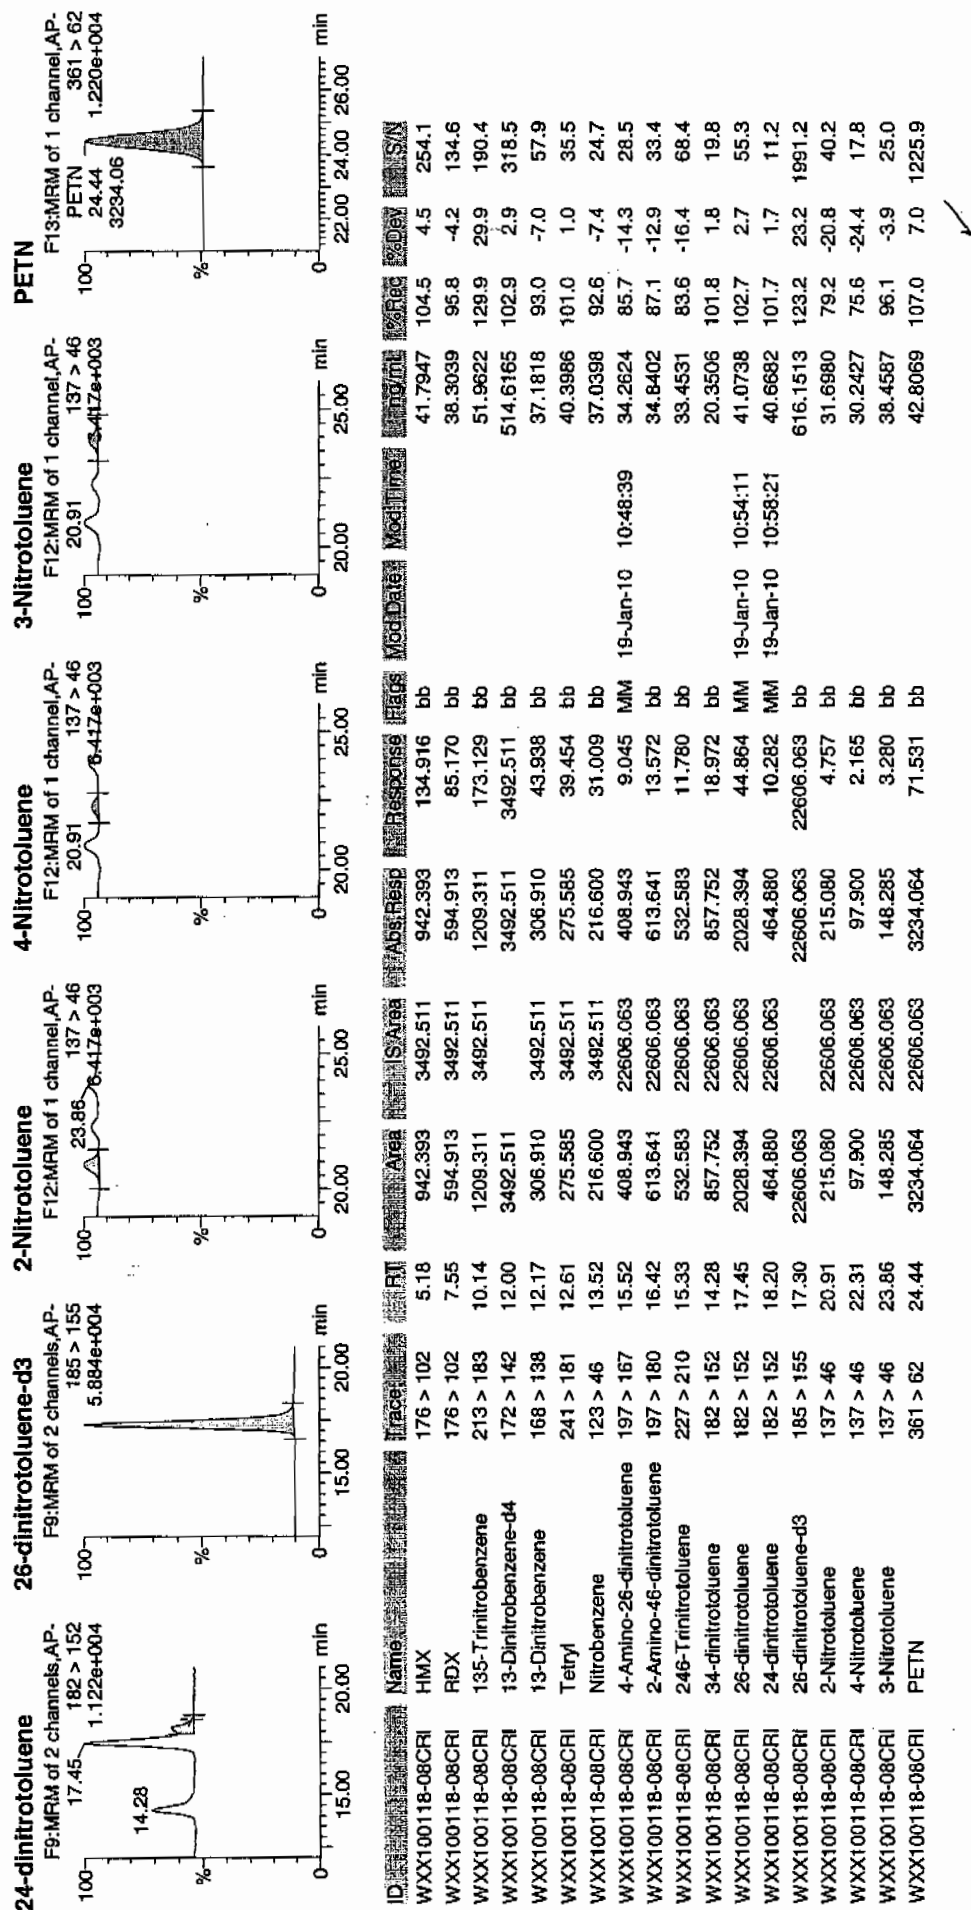 24-dinitrotoluene
F9:MRM of 2 channels,AP-
182 > 152
1.122e+004
100
17.45
14.28
%
0
15.00
20.00
min
26-dinitrotoluene-d3
F9:MRM of 2 channels,AP-
185 > 155
5.884e+004
100
%
0
15.00
20.00
min
2-Nitrotoluene
F12:MRM of 1 channel,AP-
137 > 46
6.417e+003
100
23.86
%
0
20.00
25.00
min
4-Nitrotoluene
F12:MRM of 1 channel,AP-
137 > 46
6.417e+003
100
20.91
%
0
20.00
25.00
min
3-Nitrotoluene
F12:MRM of 1 channel,AP-
137 > 46
6.417e+003
100
20.91
%
0
20.00
25.00
min
PETN
F13:MRM of 1 channel,AP-
361 > 62
1.220e+004
100
PETN
24.44
3234.06
%
0
22.00
24.00
26.00
min
ID Name Trace RT Area IS Area Abs.Resp Response Flags Mod.Date Mod.Time ng/mL %Rec %Dev S/N
WXX100118-08CRI HMX 176 > 102 5.18 942.393 3492.511 942.393 134.916 bb 41.7947 104.5 4.5 254.1
WXX100118-08CRI RDX 176 > 102 7.55 594.913 3492.511 594.913 85.170 bb 38.3039 95.8 -4.2 134.6
WXX100118-08CRI 135-Trinitrobenzene 213 > 183 10.14 1209.311 3492.511 1209.311 173.129 bb 51.9622 129.9 29.9 190.4
WXX100118-08CRI 13-Dinitrobenzene-d4 172 > 142 12.00 3492.511 3492.511 3492.511 bb 514.6165 102.9 2.9 318.5
WXX100118-08CRI 13-Dinitrobenzene 168 > 138 12.17 306.910 3492.511 306.910 43.938 bb 37.1818 93.0 -7.0 57.9
WXX100118-08CRI Tetryl 241 > 181 12.61 275.585 3492.511 275.585 39.454 bb 40.3986 101.0 1.0 35.5
WXX100118-08CRI Nitrobenzene 123 > 46 13.52 216.600 3492.511 216.600 31.009 bb 37.0398 92.6 -7.4 24.7
WXX100118-08CRI 4-Amino-26-dinitrotoluene 197 > 167 15.52 408.943 22606.063 408.943 9.045 MM 19-Jan-10 10:48:39 34.2624 85.7 -14.3 28.5
WXX100118-08CRI 2-Amino-46-dinitrotoluene 197 > 180 16.42 613.641 22606.063 613.641 13.572 bb 34.8402 87.1 -12.9 33.4
WXX100118-08CRI 246-Trinitrotoluene 227 > 210 15.33 532.583 22606.063 532.583 11.780 bb 33.4531 83.6 -16.4 68.4
WXX100118-08CRI 34-dinitrotoluene 182 > 152 14.28 857.752 22606.063 857.752 18.972 bb 20.3506 101.8 1.8 19.8
WXX100118-08CRI 26-dinitrotoluene 182 > 152 17.45 2028.394 22606.063 2028.394 44.864 MM 19-Jan-10 10:54:11 41.0738 102.7 2.7 55.3
WXX100118-08CRI 24-dinitrotoluene 182 > 152 18.20 464.880 22606.063 464.880 10.282 MM 19-Jan-10 10:58:21 40.6682 101.7 1.7 11.2
WXX100118-08CRI 26-dinitrotoluene-d3 185 > 155 17.30 22606.063 22606.063 22606.063 bb 616.1513 123.2 23.2 1991.2
WXX100118-08CRI 2-Nitrotoluene 137 > 46 20.91 215.080 22606.063 215.080 4.757 bb 31.6980 79.2 -20.8 40.2
WXX100118-08CRI 4-Nitrotoluene 137 > 46 22.31 97.900 22606.063 97.900 2.165 bb 30.2427 75.6 -24.4 17.8
WXX100118-08CRI 3-Nitrotoluene 137 > 46 23.86 148.285 22606.063 148.285 3.280 bb 38.4587 96.1 -3.9 25.0
WXX100118-08CRI PETN 361 > 62 24.44 3234.064 22606.063 3234.064 71.531 bb 42.8069 107.0 7.0 1225.9